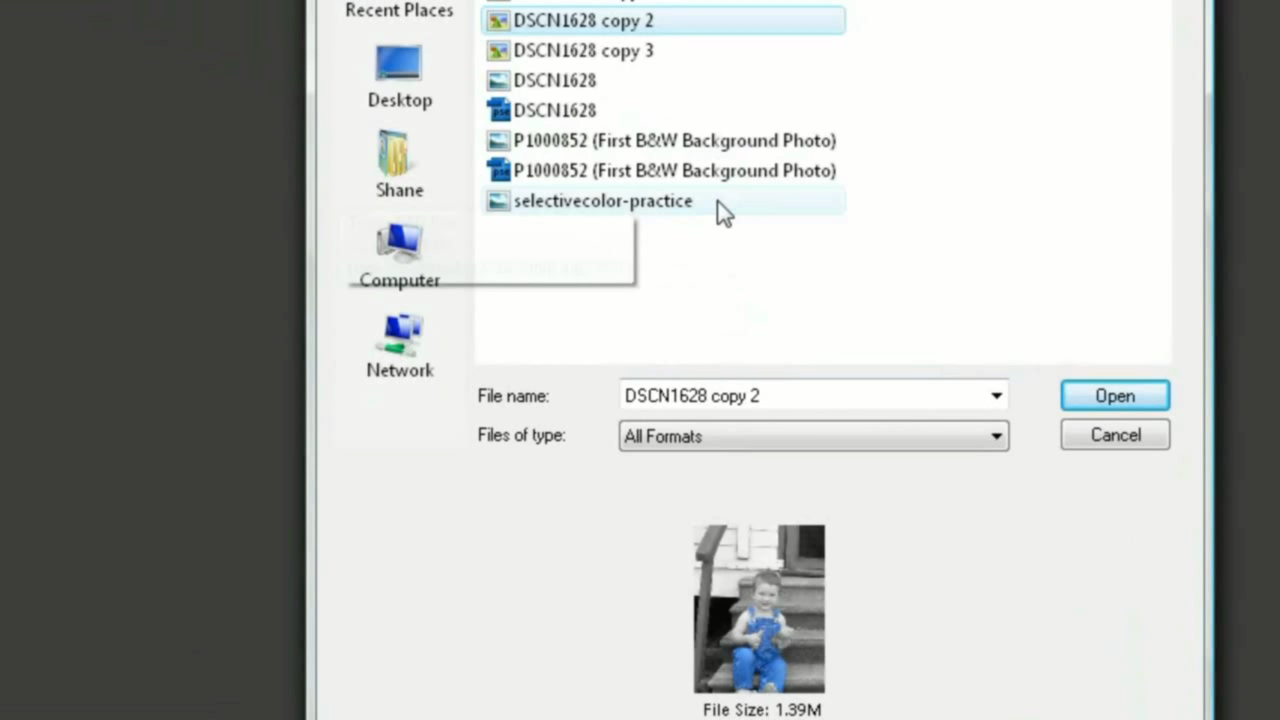 Recent Places
DSCN1628 copy 2
DSCN1628 copy 3
Desktop
DSCN1628
DSCN1628
P1000852 (First B&W Background Photo)
P1000852 (First B&W Background Photo)
Shane
selectivecolor-practice
Computer
Network
File name:
DSCN1628 copy 2
Open
Files of type:
All Formats
Cancel
File Size: 1.39M